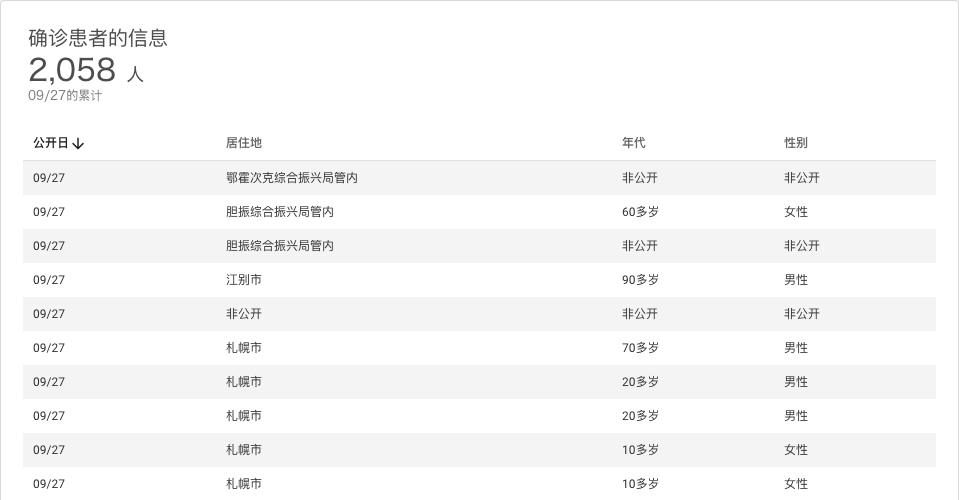 确诊患者的信息
2,058 人
09/27的累计
公开日 居住地 年代 性别
09/27 鄂霍次克综合振兴局管内 非公开 非公开
09/27 胆振综合振兴局管内 60多岁 女性
09/27 胆振综合振兴局管内 非公开 非公开
09/27 江别市 90多岁 男性
09/27 非公开 非公开 非公开
09/27 札幌市 70多岁 男性
09/27 札幌市 20多岁 男性
09/27 札幌市 20多岁 男性
09/27 札幌市 10多岁 女性
09/27 札幌市 10多岁 女性